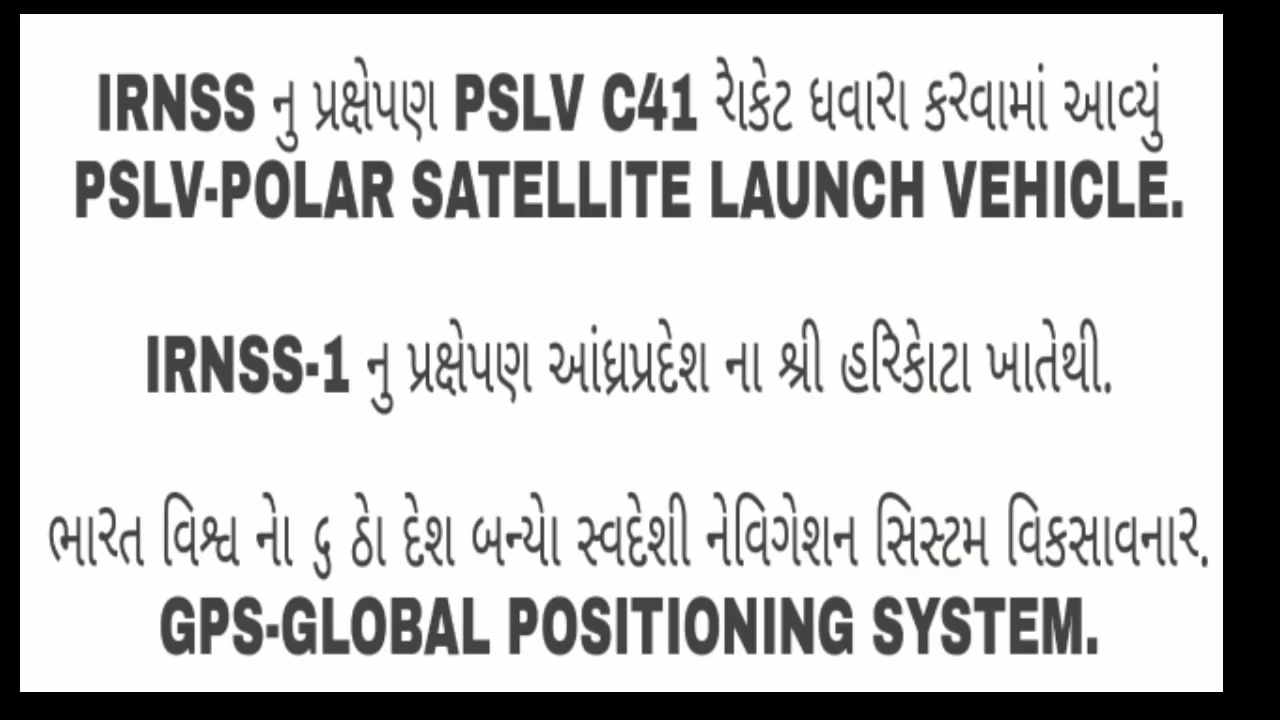 IRNSS નુ પ્રક્ષેપણ PSLV C41 રોકેટ ધવારા કરવામાં આવ્યું
PSLV-POLAR SATELLITE LAUNCH VEHICLE.
IRNSS-1 નુ પ્રક્ષેપણ આંધ્રપ્રદેશ ના શ્રી હરિકોટા ખાતેથી.
ભારત વિશ્વ નો ૬ ઠો દેશ બન્યો સ્વદેશી નેવિગેશન સિસ્ટમ વિકસાવનાર.
GPS-GLOBAL POSITIONING SYSTEM.